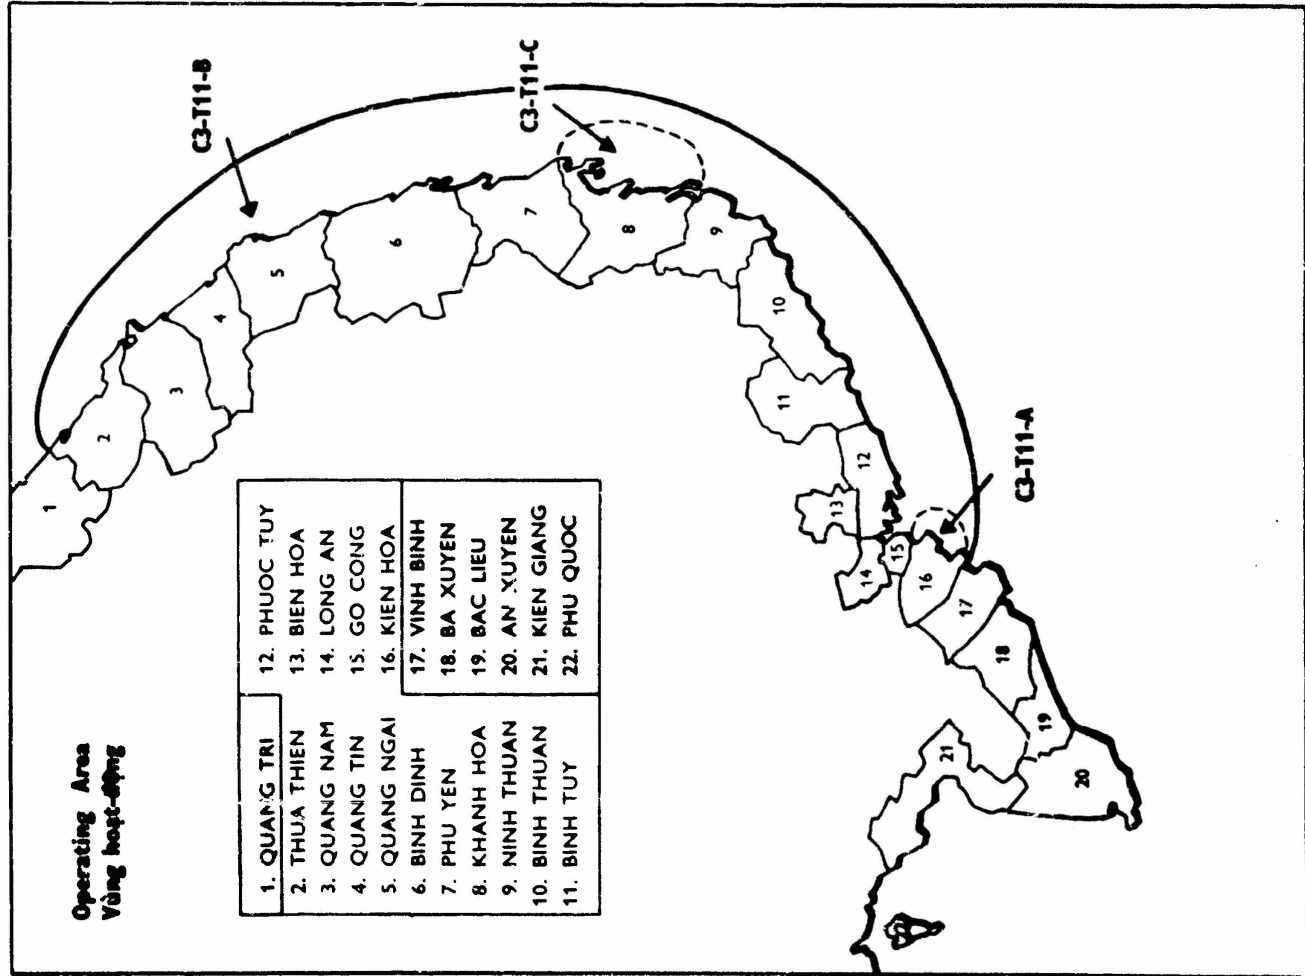 Operating Area
Vùng hoạt-động
1. QUANG TRI
2. THUA THIEN
3. QUANG NAM
4. QUANG TIN
5. QUANG NGAI
6. BINH DINH
7. PHU YEN
8. KHANH HOA
9. NINH THUAN
10. BINH THUAN
11. BINH TUY
12. PHUOC TUY
13. BIEN HOA
14. LONG AN
15. GO CONG
16. KIEN HOA
17. VINH BINH
18. BA XUYEN
19. BAC LIEU
20. AN XUYEN
21. KIEN GIANG
22. PHU QUOC
C3-T11-B
C3-T11-C
C3-T11-A
1
2
3
4
5
6
7
8
9
10
11
12
13
14
15
16
17
18
19
20
21
22